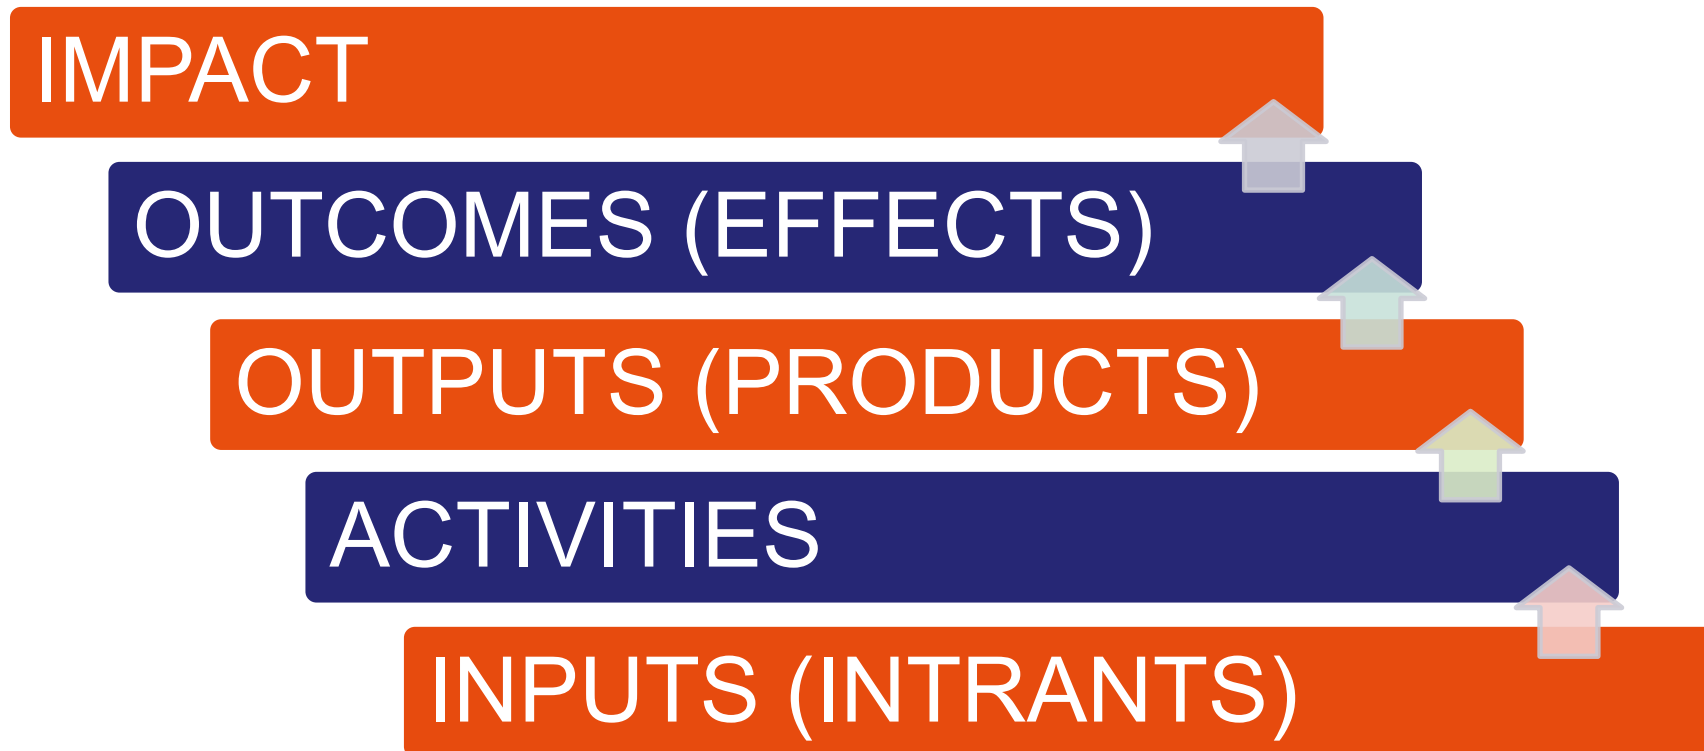 IMPACT
OUTCOMES (EFFECTS)
OUTPUTS (PRODUCTS)
ACTIVITIES
INPUTS (INTRANTS)